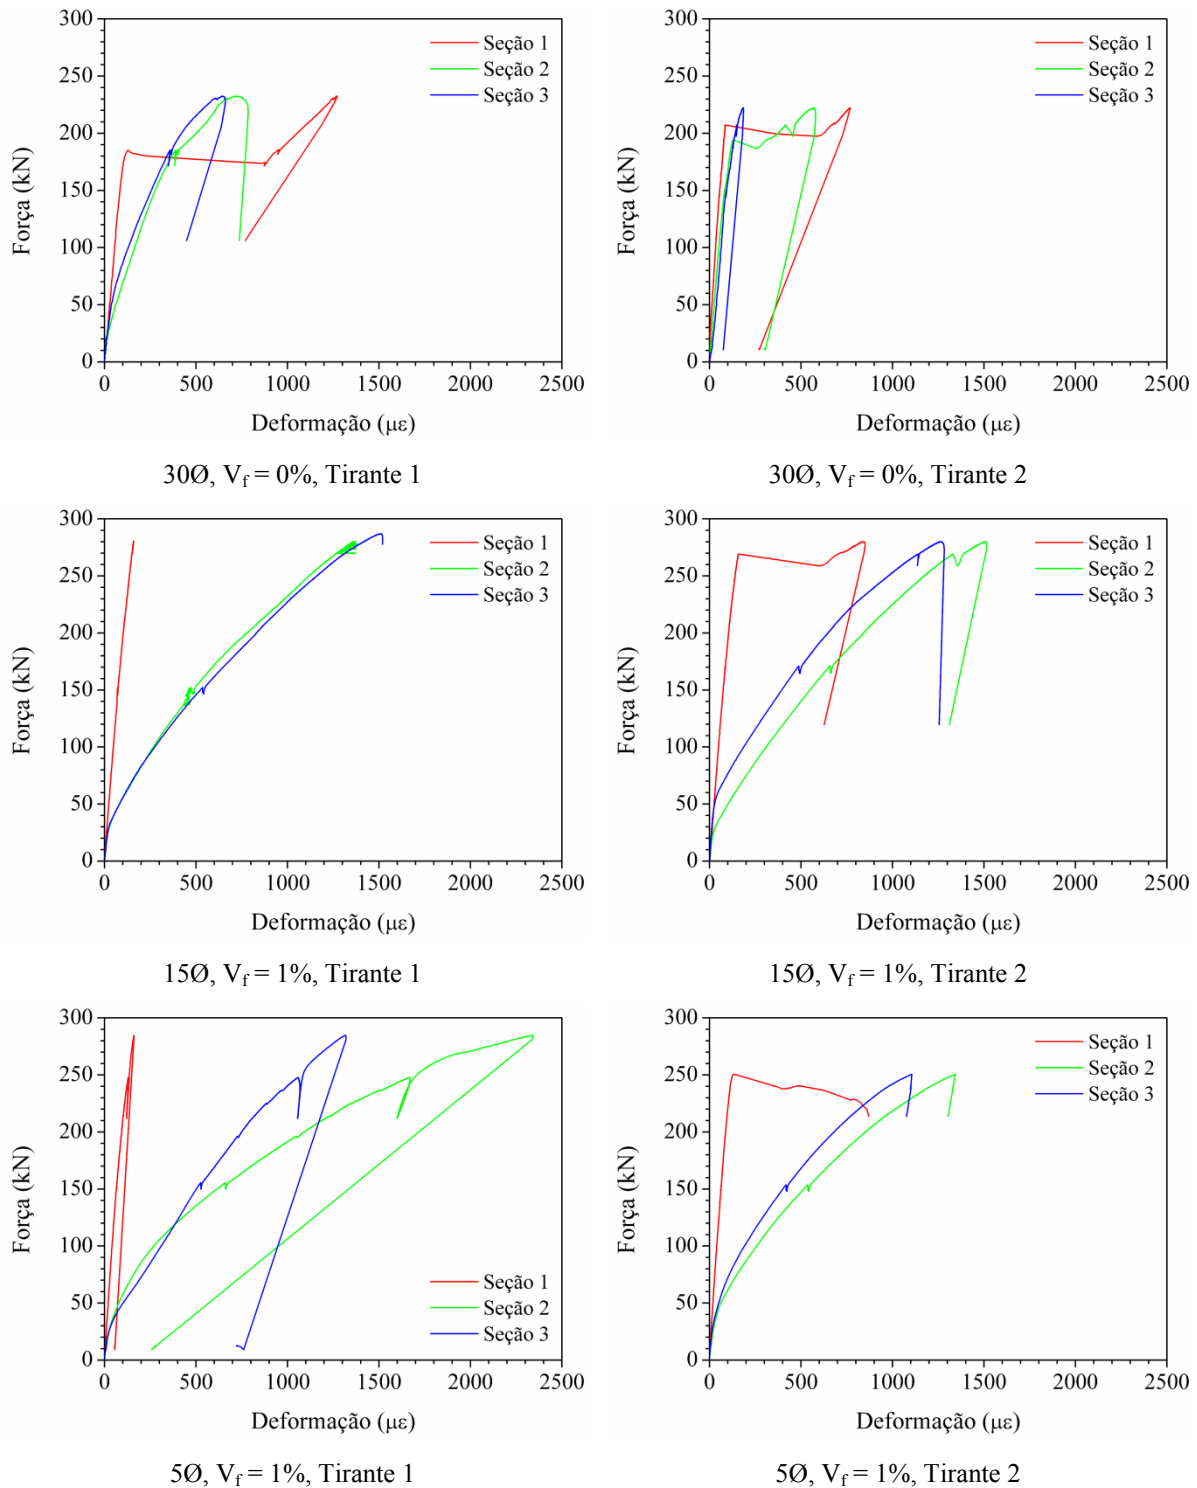 300
250
200
150
100
50
0
Força (kN)
Seção 1
Seção 2
Seção 3
0 500 1000 1500 2000 2500
Deformação (με)
30Ø, Vf = 0%, Tirante 1
300
250
200
150
100
50
0
Força (kN)
Seção 1
Seção 2
Seção 3
0 500 1000 1500 2000 2500
Deformação (με)
30Ø, Vf = 0%, Tirante 2
300
250
200
150
100
50
0
Força (kN)
Seção 1
Seção 2
Seção 3
0 500 1000 1500 2000 2500
Deformação (με)
15Ø, Vf = 1%, Tirante 1
300
250
200
150
100
50
0
Força (kN)
Seção 1
Seção 2
Seção 3
0 500 1000 1500 2000 2500
Deformação (με)
15Ø, Vf = 1%, Tirante 2
300
250
200
150
100
50
0
Força (kN)
Seção 1
Seção 2
Seção 3
0 500 1000 1500 2000 2500
Deformação (με)
5Ø, Vf = 1%, Tirante 1
300
250
200
150
100
50
0
Força (kN)
Seção 1
Seção 2
Seção 3
0 500 1000 1500 2000 2500
Deformação (με)
5Ø, Vf = 1%, Tirante 2